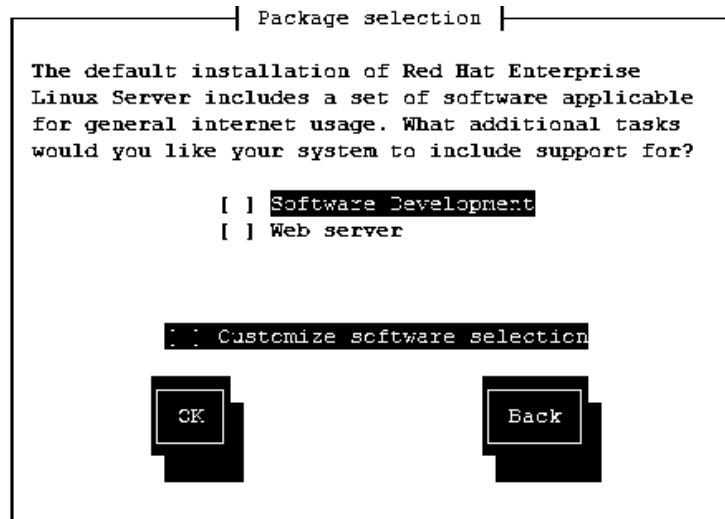 Package selection
The default installation of Red Hat Enterprise
Linux Server includes a set of software applicable
for general internet usage. What additional tasks
would you like your system to include support for?
[ ] Software Development
[ ] Web server
[ ] Customize software selection
OK Back